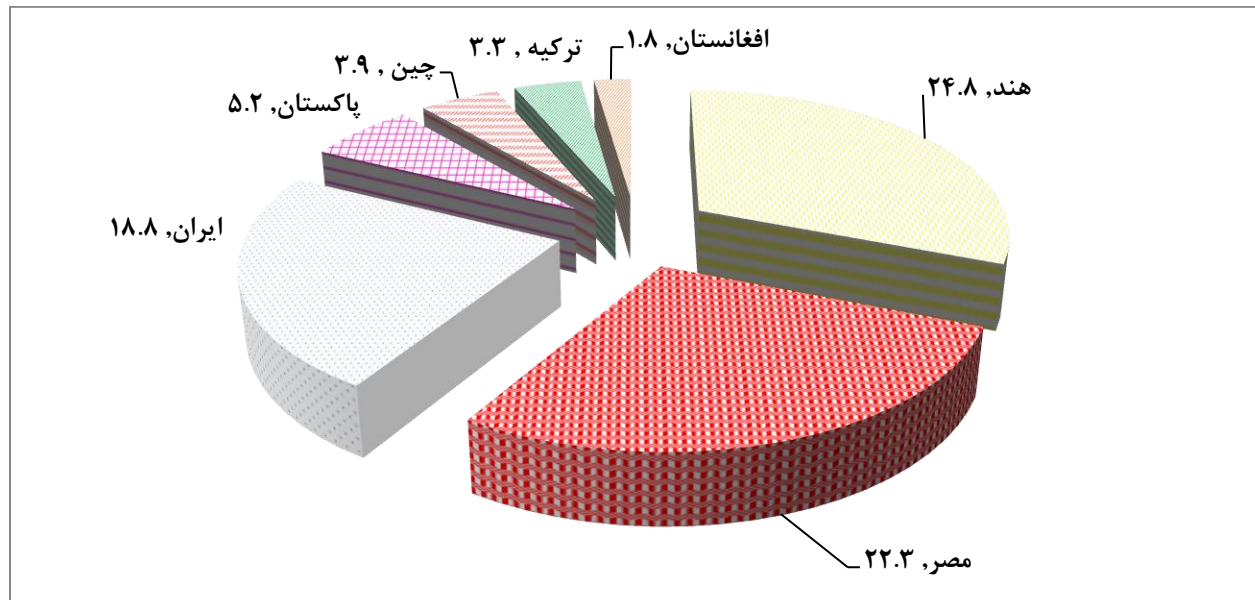 افغانستان, ۱.۸
ترکیه , ۳.۳
چین , ۳.۹
هند, ۲۴.۸
پاکستان, ۵.۲
ایران, ۱۸.۸
مصر, ۲۲.۳